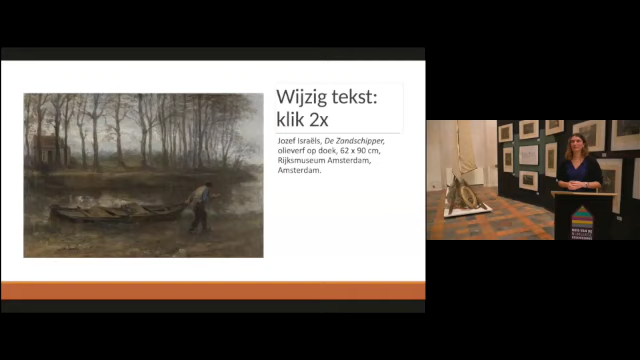 Wijzig tekst:
klik 2x
Jozef Israëls, De Zandschipper,
olieverf op doek, 62 x 90 cm,
Rijksmuseum Amsterdam,
Amsterdam.